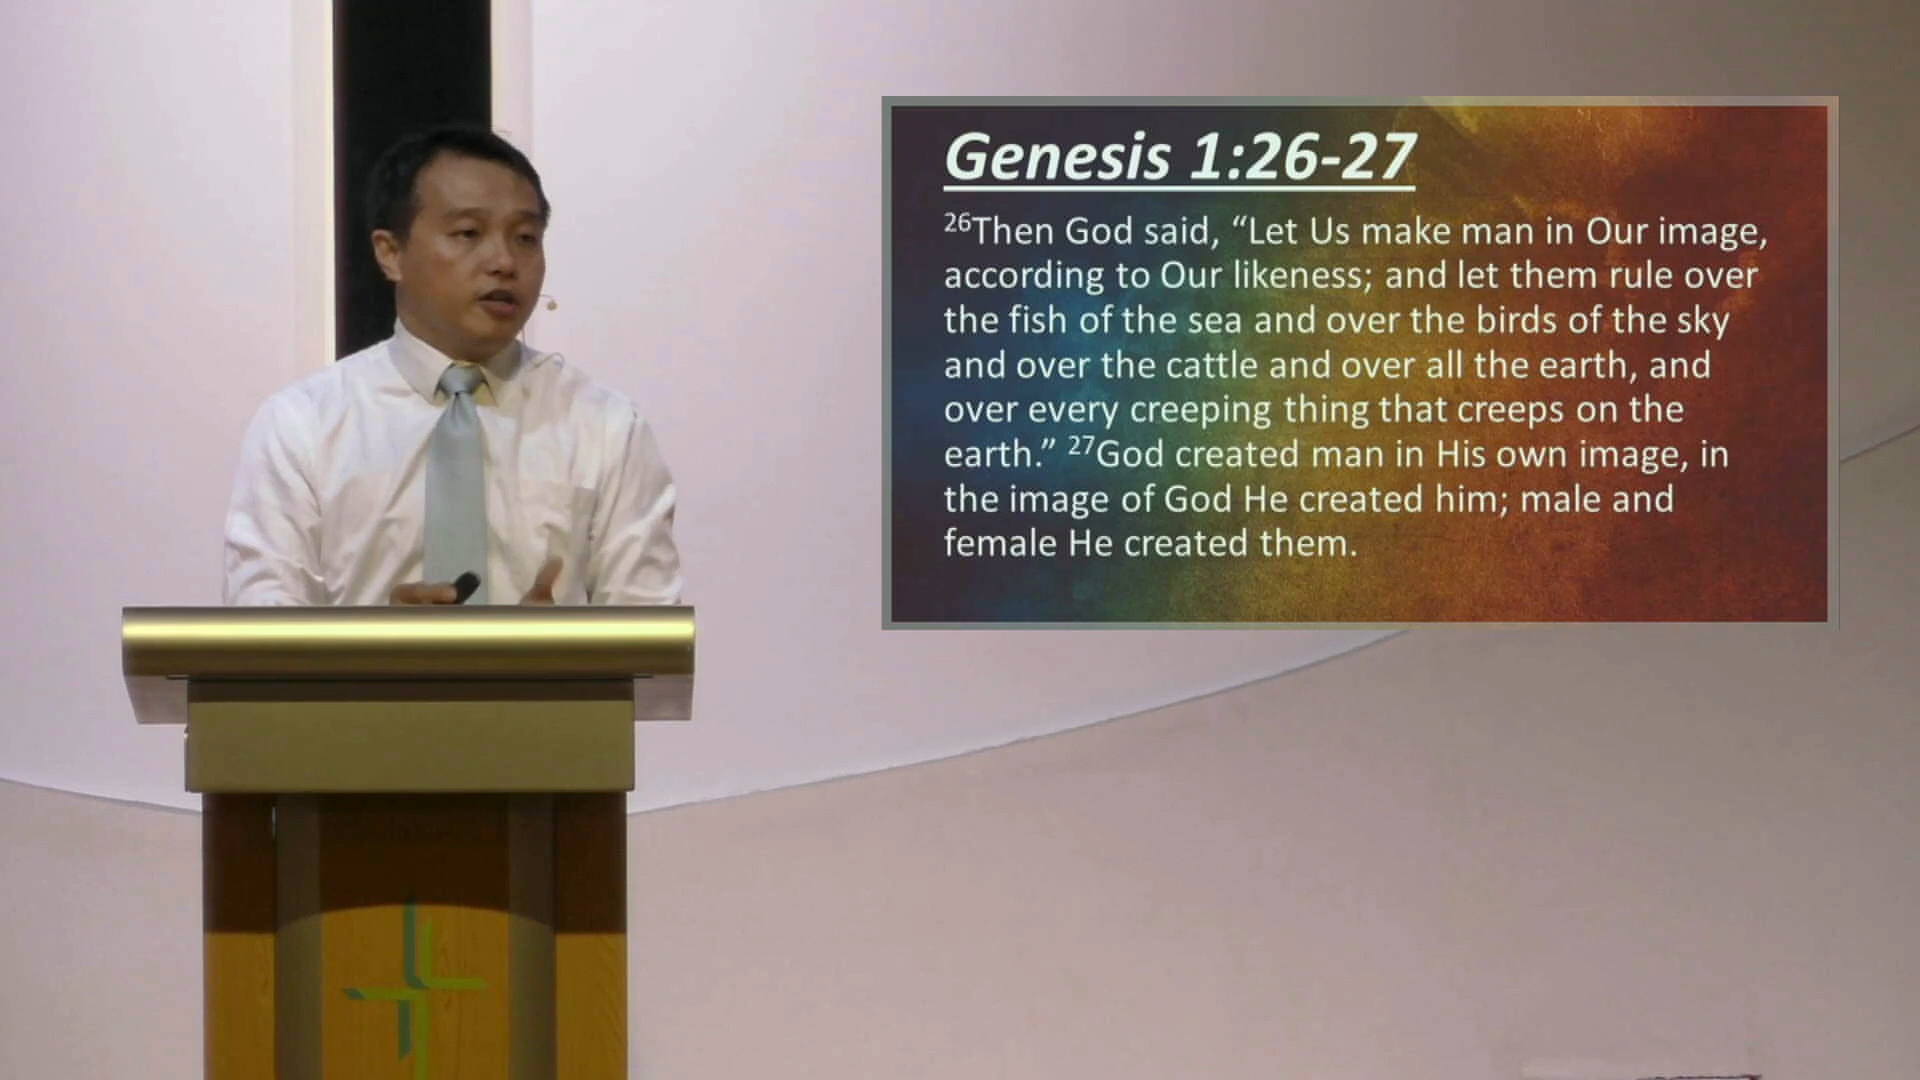 Genesis 1:26-27
26Then God said, “Let Us make man in Our image,
according to Our likeness; and let them rule over
the fish of the sea and over the birds of the sky
and over the cattle and over all the earth, and
over every creeping thing that creeps on the
earth.” 27God created man in His own image, in
the image of God He created him; male and
female He created them.